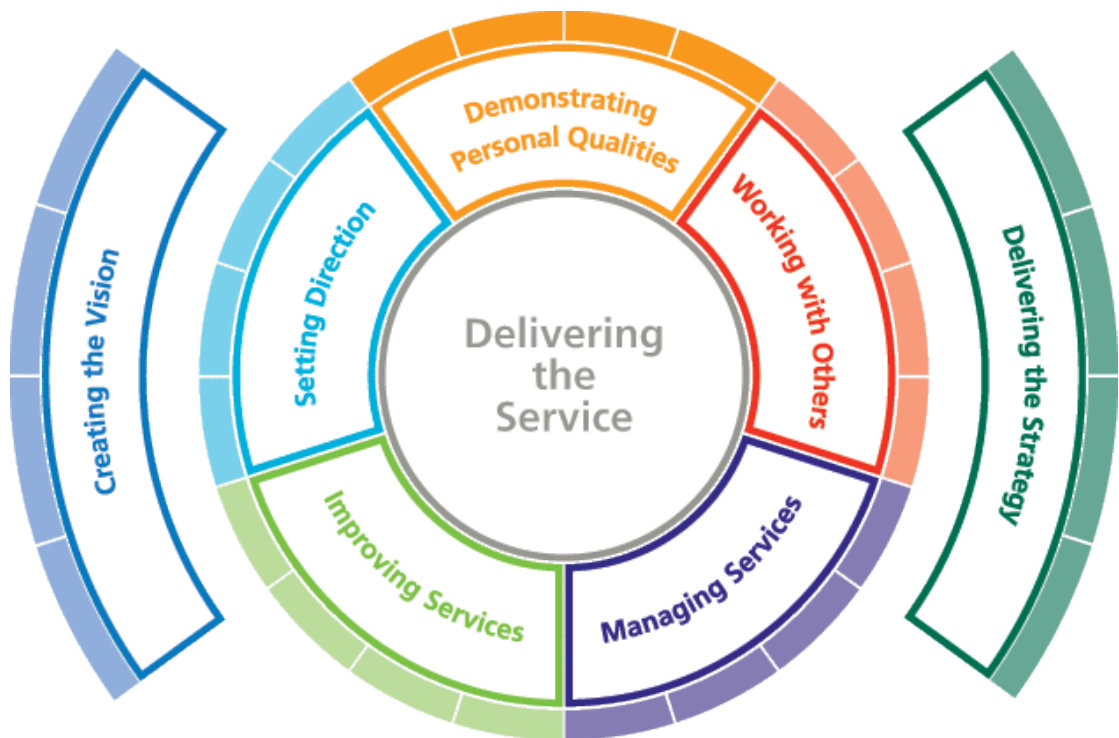 Demonstrating
Personal Qualities
Working with Others
Managing Services
Improving Services
Setting Direction
Delivering
the
Service
Creating the Vision
Delivering the Strategy